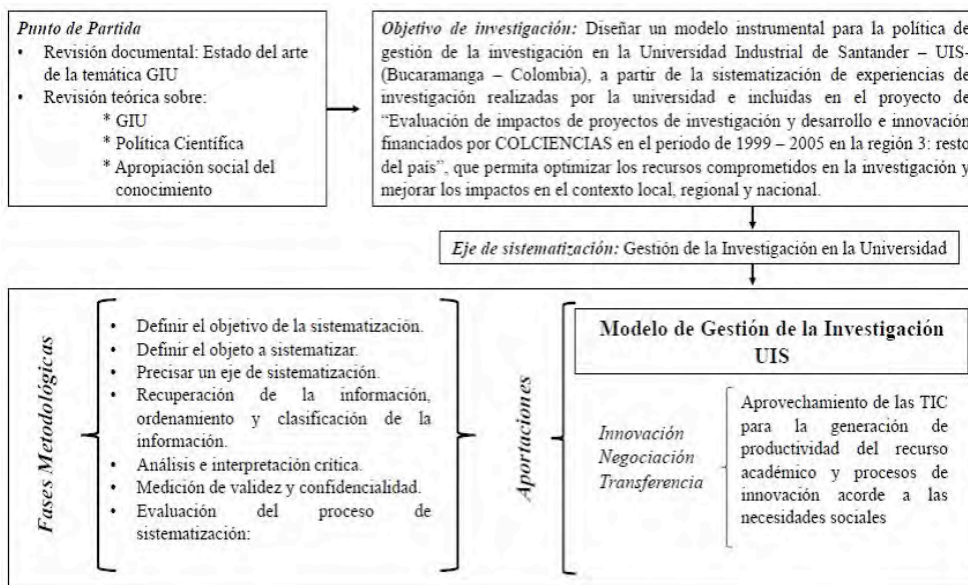 Punto de Partida
• Revisión documental: Estado del arte
de la temática GIU
• Revisión teórica sobre:
* GIU
* Política Científica
* Apropiación social del
conocimiento
Objetivo de investigación: Diseñar un modelo instrumental para la política de
gestión de la investigación en la Universidad Industrial de Santander – UIS-
(Bucaramanga – Colombia), a partir de la sistematización de experiencias de
investigación realizadas por la universidad e incluidas en el proyecto de
“Evaluación de impactos de proyectos de investigación y desarrollo e innovación
financiados por COLCIENCIAS en el periodo de 1999 – 2005 en la región 3: resto
del país”, que permita optimizar los recursos comprometidos en la investigación y
mejorar los impactos en el contexto local, regional y nacional.
Eje de sistematización: Gestión de la Investigación en la Universidad
Fases Metodológicas
• Definir el objetivo de la sistematización.
• Definir el objeto a sistematizar.
• Precisar un eje de sistematización.
• Recuperación de la información,
ordenamiento y clasificación de la
información.
• Análisis e interpretación crítica.
• Medición de validez y confidencialidad.
• Evaluación del proceso de
sistematización:
Aportaciones
Modelo de Gestión de la Investigación
UIS
Innovación
Negociación
Transferencia
Aprovechamiento de las TIC
para la generación de
productividad del recurso
académico y procesos de
innovación acorde a las
necesidades sociales